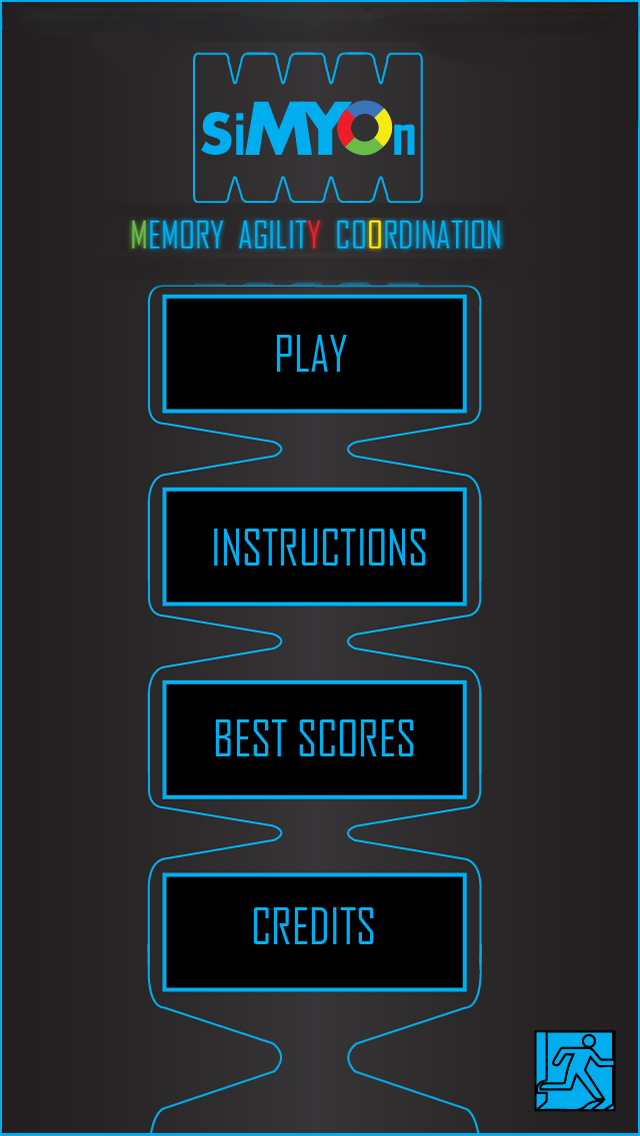 SiMYOn
MEMORY AGILITY COORDINATION
PLAY
INSTRUCTIONS
BEST SCORES
CREDITS